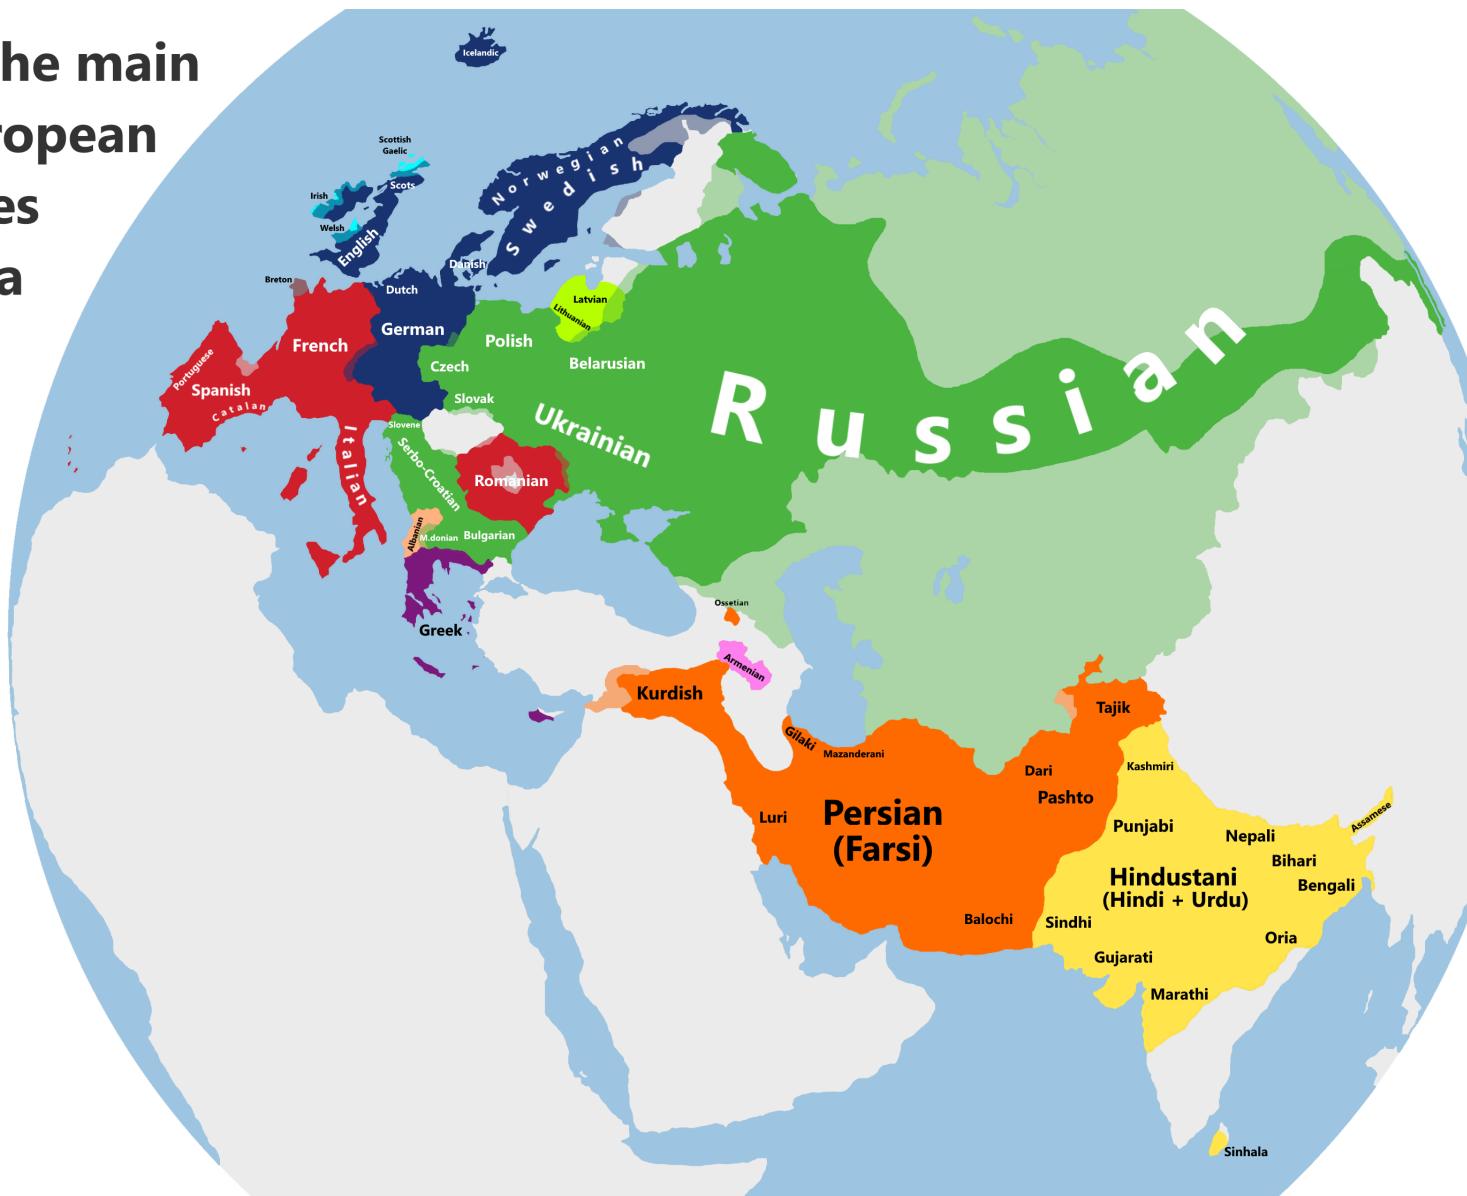 he main
ropean
es
a
Icelandic
Scottish
Gaelic
Scots
Irish
Welsh
English
Breton
Norwegian
Swedish
Danish
Dutch
German
French
Portuguese
Spanish
Catalan
Italian
Latvian
Lithuanian
Polish
Belarusian
Czech
Slovak
Ukrainian
Russian
Slovene
Serbo-Croatian
Romanian
Albanian
M.donian
Bulgarian
Greek
Ossetian
Armenian
Kurdish
Gilaki
Mazanderani
Tajik
Dari
Pashto
Luri
Persian
(Farsi)
Balochi
Kashmiri
Punjabi
Nepali
Assamese
Bihari
Hindustani
(Hindi + Urdu)
Bengali
Sindhi
Oria
Gujarati
Marathi
Sinhala